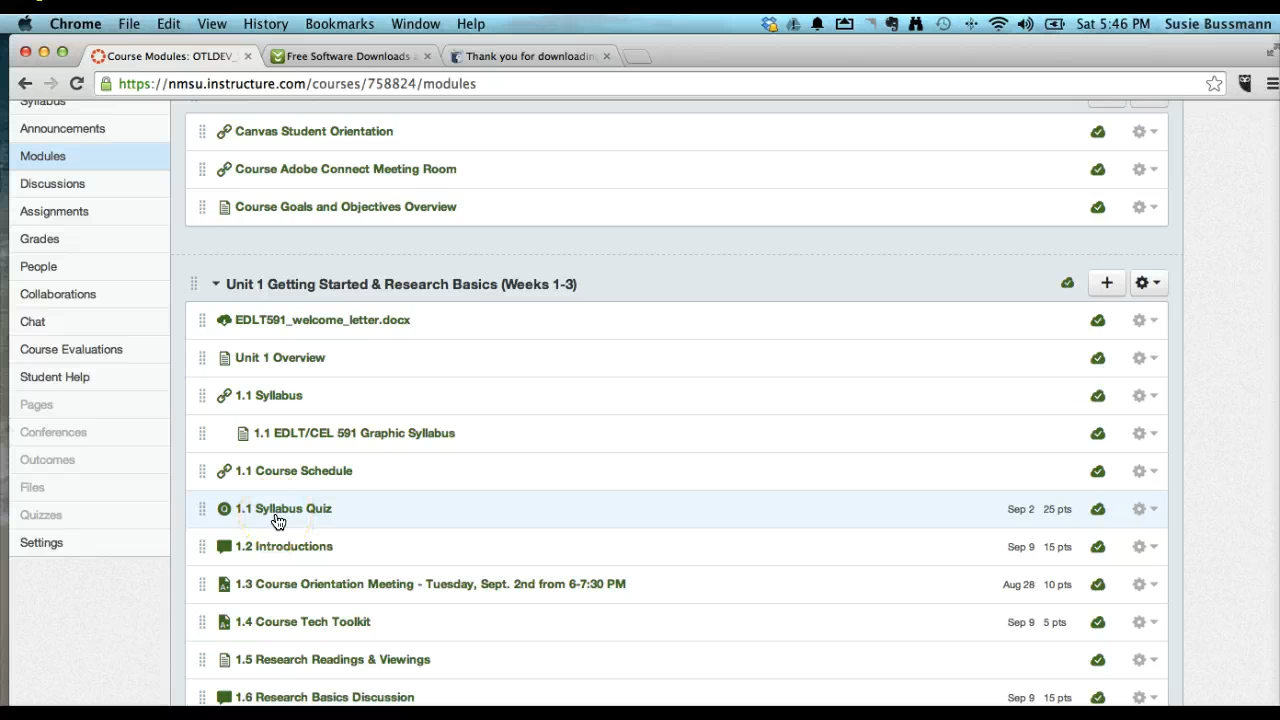 Chrome File Edit View History Bookmarks Window Help Sat 5:46 PM Susie Bussmann
Course Modules: OTLDEV_ Free Software Downloads a Thank you for downloading
https://nmsu.instructure.com/courses/758824/modules
Syllabus
Announcements
Modules
Discussions
Assignments
Grades
People
Collaborations
Chat
Course Evaluations
Student Help
Pages
Conferences
Outcomes
Files
Quizzes
Settings
Canvas Student Orientation
Course Adobe Connect Meeting Room
Course Goals and Objectives Overview
Unit 1 Getting Started & Research Basics (Weeks 1-3)
EDLT591_welcome_letter.docx
Unit 1 Overview
1.1 Syllabus
1.1 EDLT/CEL 591 Graphic Syllabus
1.1 Course Schedule
1.1 Syllabus Quiz Sep 2 25 pts
1.2 Introductions Sep 9 15 pts
1.3 Course Orientation Meeting - Tuesday, Sept. 2nd from 6-7:30 PM Aug 28 10 pts
1.4 Course Tech Toolkit Sep 9 5 pts
1.5 Research Readings & Viewings
1.6 Research Basics Discussion Sep 9 15 pts